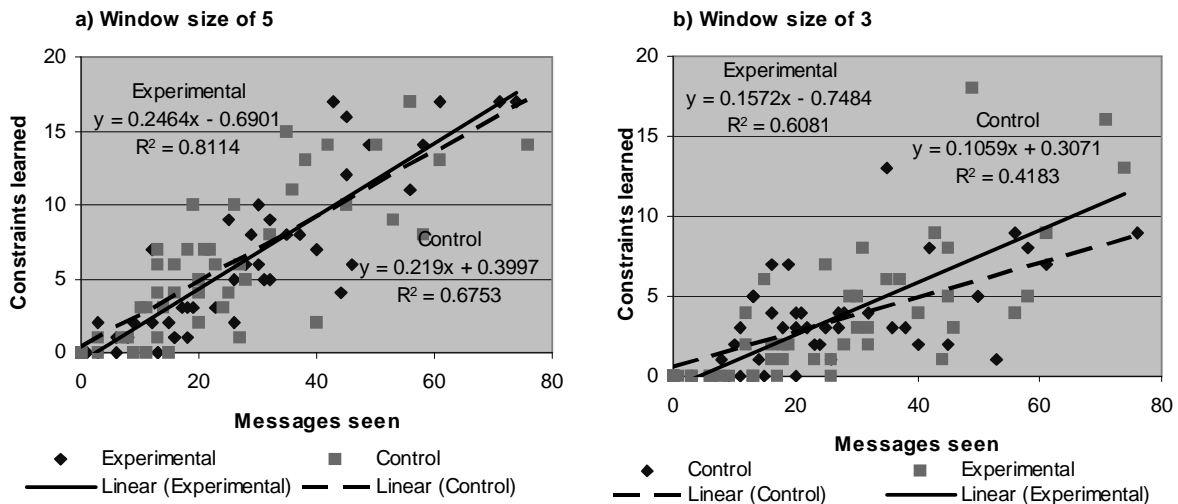 a) Window size of 5
20
15
10
5
0
Constraints learned
Experimental
y = 0.2464x - 0.6901
R² = 0.8114
Control
y = 0.219x + 0.3997
R² = 0.6753
0 20 40 60 80
Messages seen
Experimental Control
Linear (Experimental) Linear (Control)
b) Window size of 3
20
15
10
5
0
Constraints learned
Experimental
y = 0.1572x - 0.7484
R² = 0.6081
Control
y = 0.1059x + 0.3071
R² = 0.4183
0 20 40 60 80
Messages seen
Control Experimental
Linear (Control) Linear (Experimental)